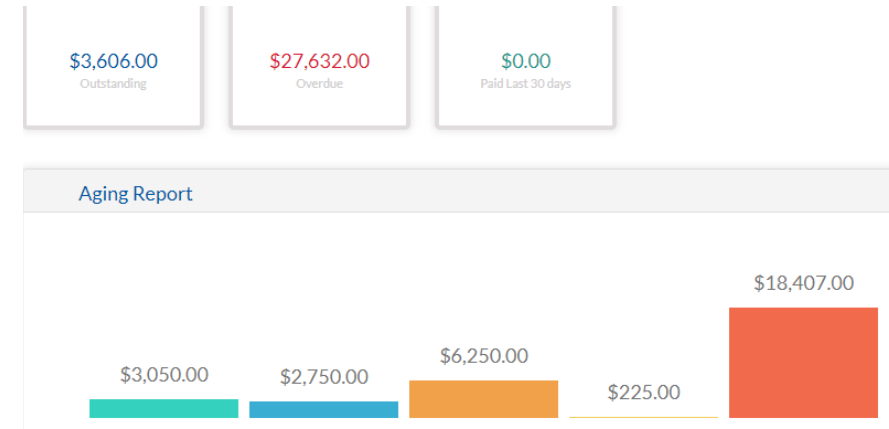 $3,606.00
Outstanding
$27,632.00
Overdue
$0.00
Paid Last 30 days
Aging Report
$3,050.00
$2,750.00
$6,250.00
$225.00
$18,407.00